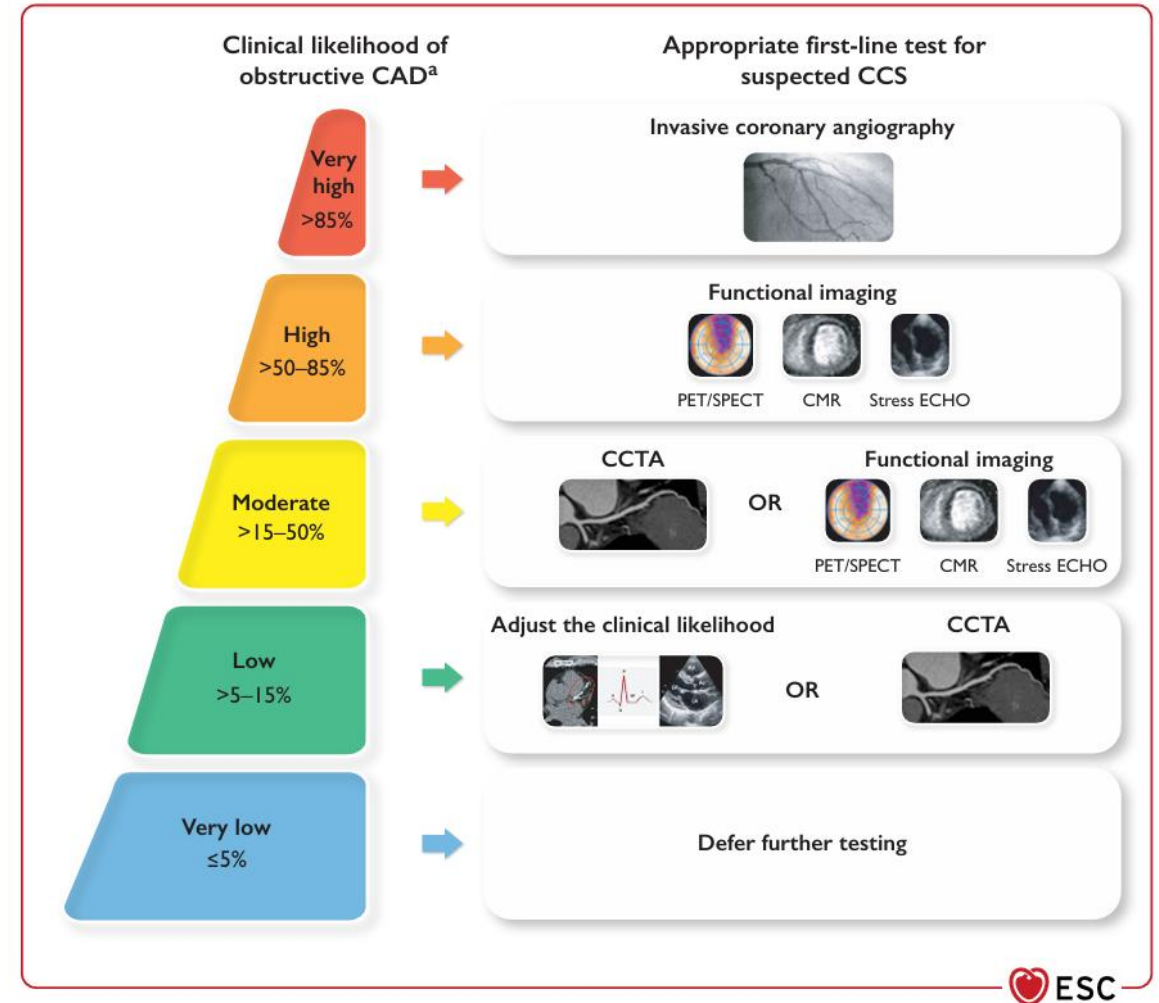 Clinical likelihood of
obstructive CADᵃ
Appropriate first-line test for
suspected CCS
Very
high
>85%
Invasive coronary angiography
High
>50–85%
Functional imaging
PET/SPECT CMR Stress ECHO
Moderate
>15–50%
CCTA
OR
Functional imaging
PET/SPECT CMR Stress ECHO
Low
>5–15%
Adjust the clinical likelihood
OR
CCTA
Very low
≤5%
Defer further testing
ESC